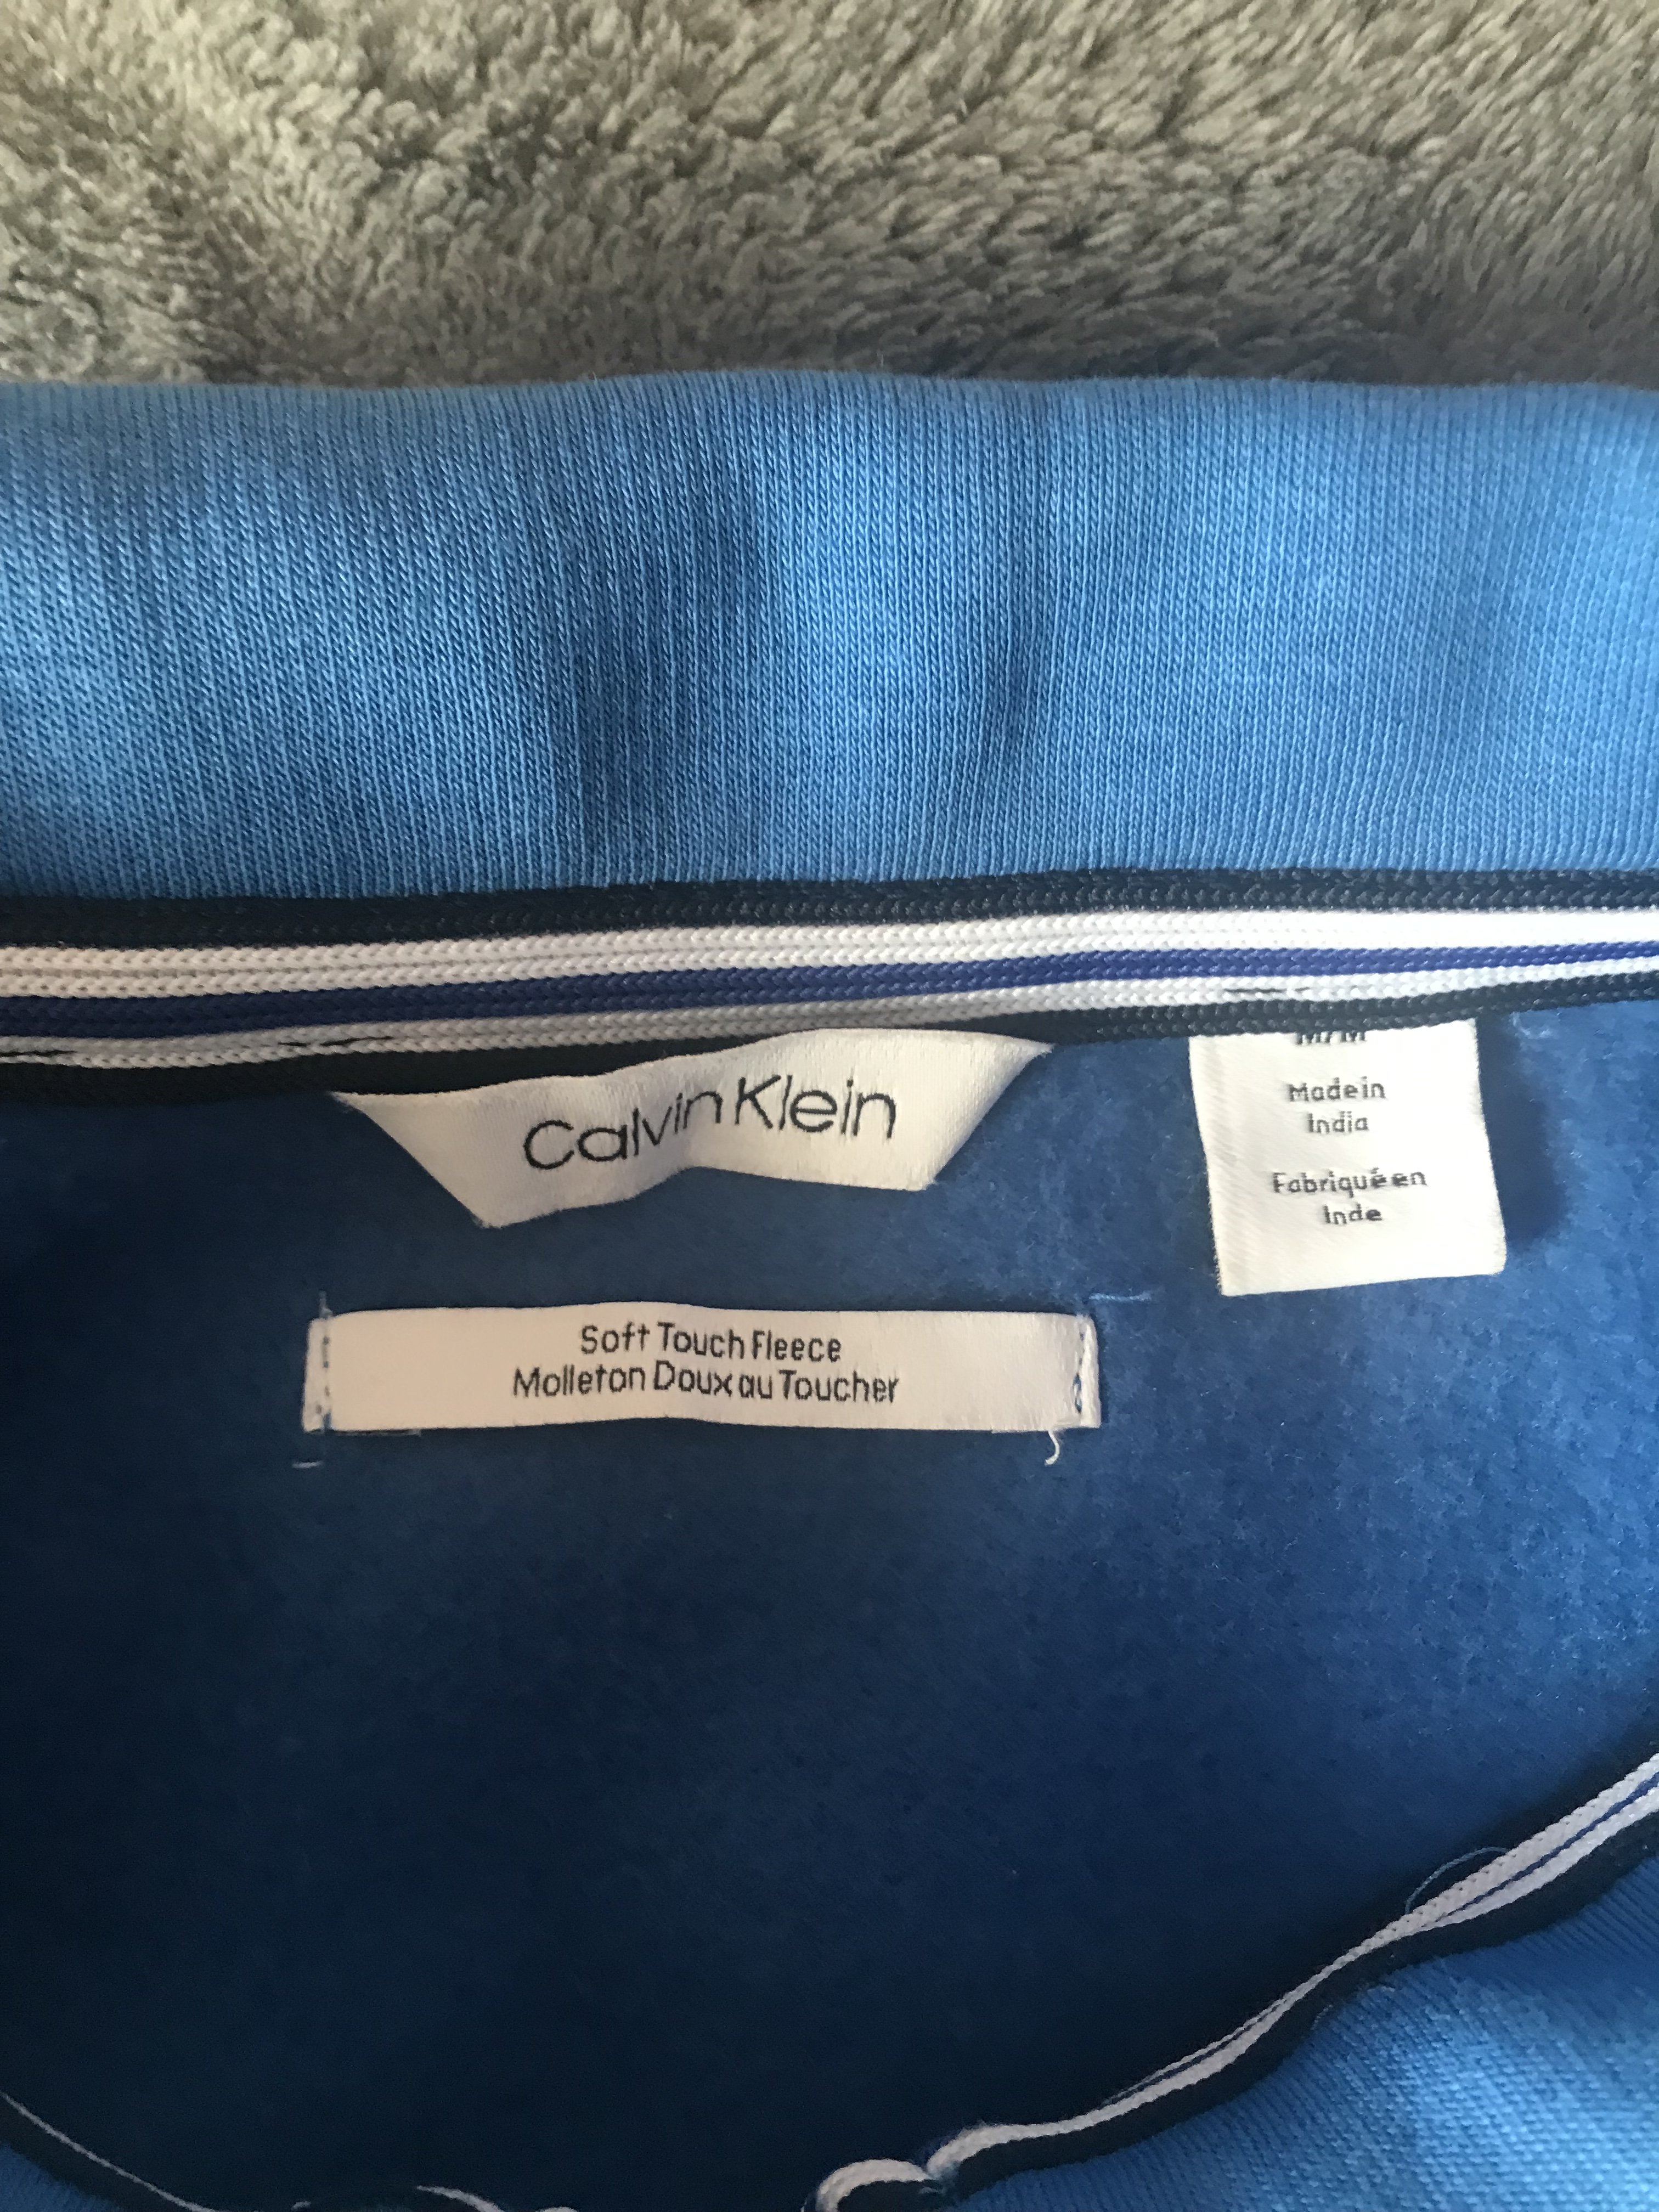 Calvin Klein
M/M
Made in
India
Fabriqué en
Inde
Soft Touch Fleece
Molleton Doux au Toucher